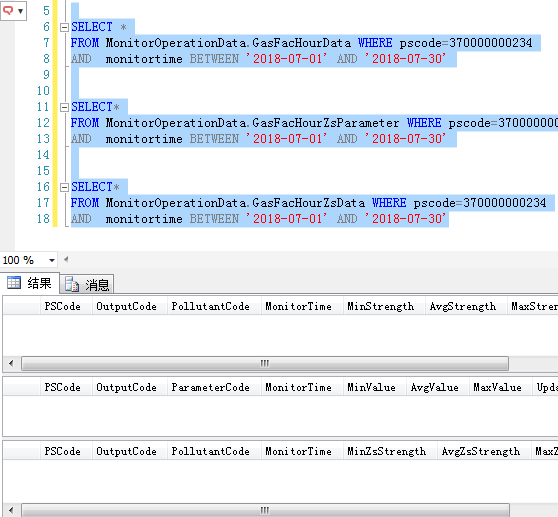 5
6 SELECT *
7 FROM MonitorOperationData.GasFacHourData WHERE pscode=370000000234
8 AND monitortime BETWEEN '2018-07-01' AND '2018-07-30'
9
10
11 SELECT*
12 FROM MonitorOperationData.GasFacHourZsParameter WHERE pscode=37000000
13 AND monitortime BETWEEN '2018-07-01' AND '2018-07-30'
14
15
16 SELECT*
17 FROM MonitorOperationData.GasFacHourZsData WHERE pscode=370000000234
18 AND monitortime BETWEEN '2018-07-01' AND '2018-07-30'
100 %
结果 消息
PSCode OutputCode PollutantCode MonitorTime MinStrength AvgStrength MaxStren
PSCode OutputCode ParameterCode MonitorTime MinValue AvgValue MaxValue Upda
PSCode OutputCode PollutantCode MonitorTime MinZsStrength AvgZsStrength MaxZ